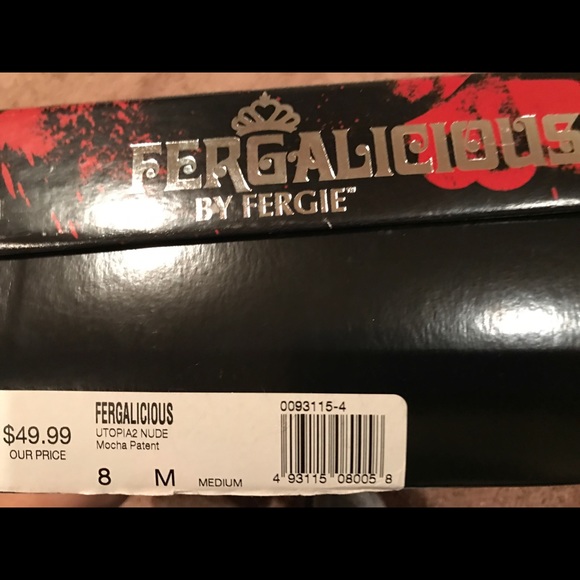 FERGALICIOUS
BY FERGIE™
$49.99
OUR PRICE
FERGALICIOUS
UTOPIA2 NUDE
Mocha Patent
8 M MEDIUM
0093115-4
4 93115 08005 8